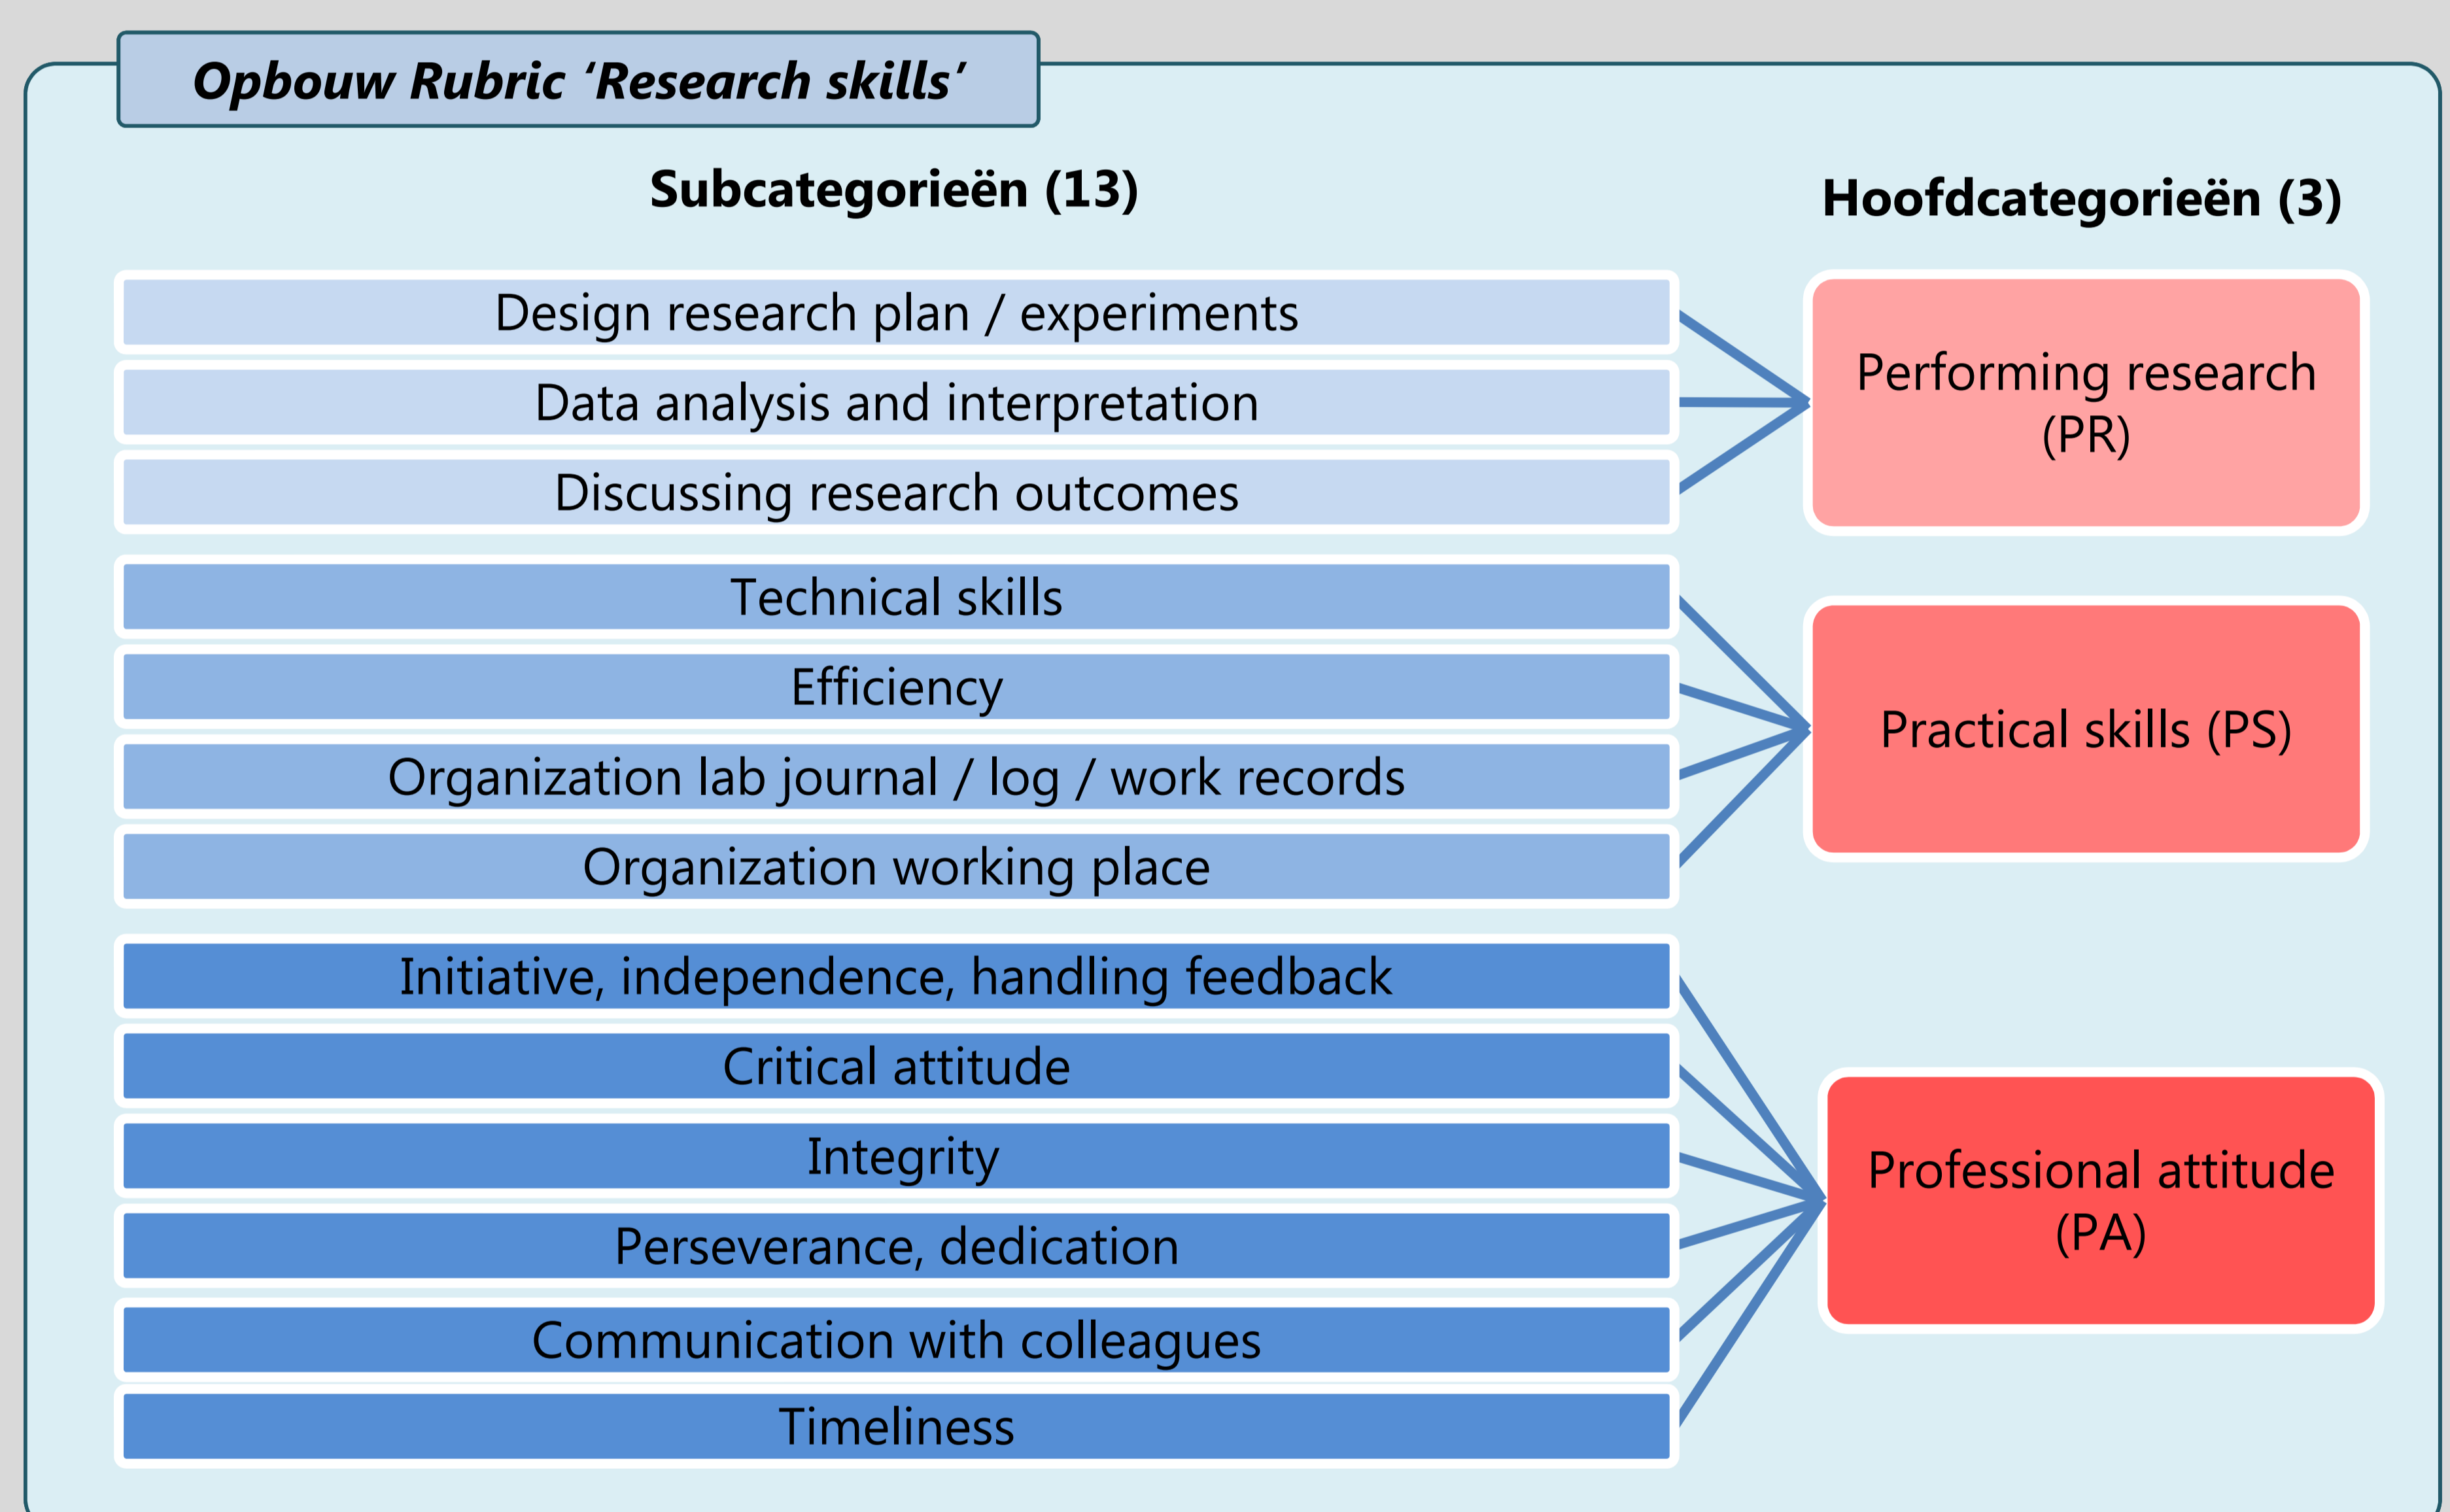 Opbouw Rubric ‘Research skills’
Subcategorieën (13)
Hoofdcategorieën (3)
Design research plan / experiments
Data analysis and interpretation
Discussing research outcomes
Performing research
(PR)
Technical skills
Efficiency
Organization lab journal / log / work records
Organization working place
Practical skills (PS)
Initiative, independence, handling feedback
Critical attitude
Integrity
Perseverance, dedication
Communication with colleagues
Timeliness
Professional attitude
(PA)